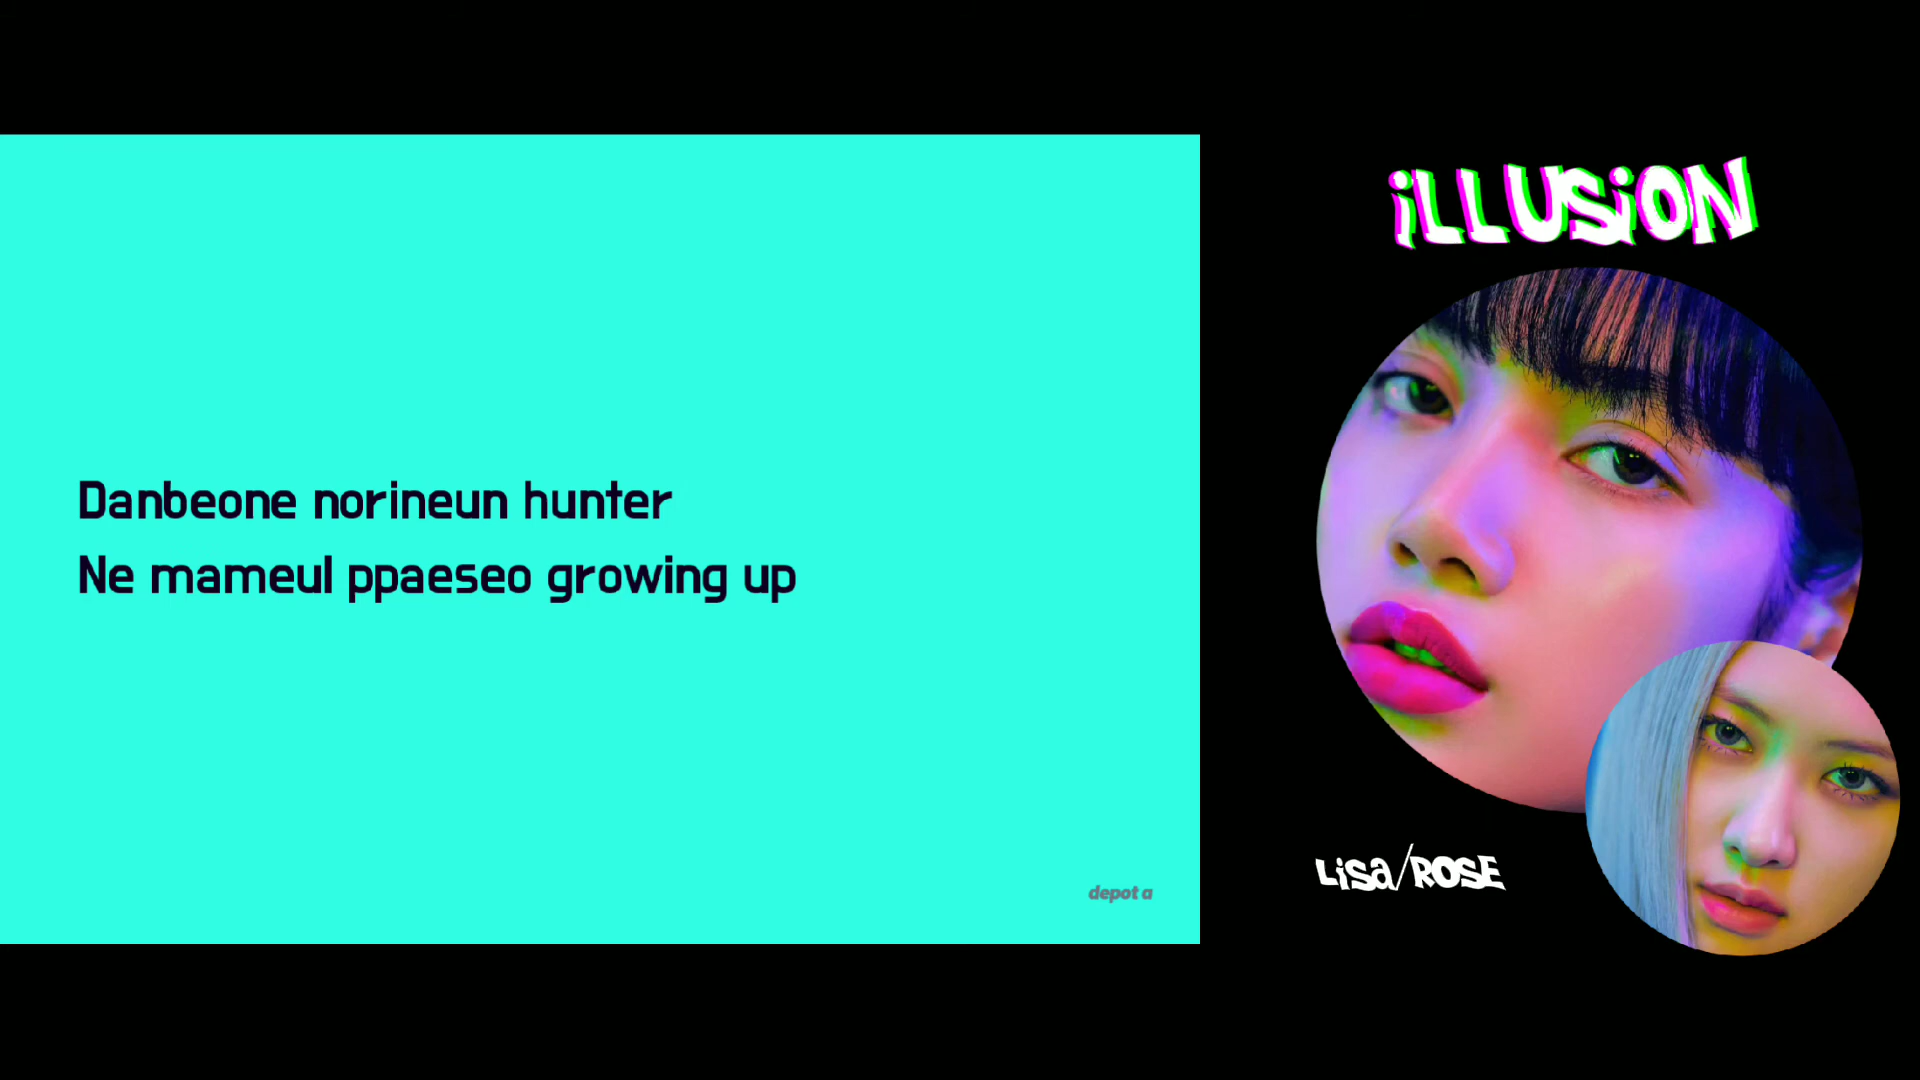 iLLUSiON
Danbeone norineun hunter
Ne mameul ppaeseo growing up
LiSa/ROSE
depot a